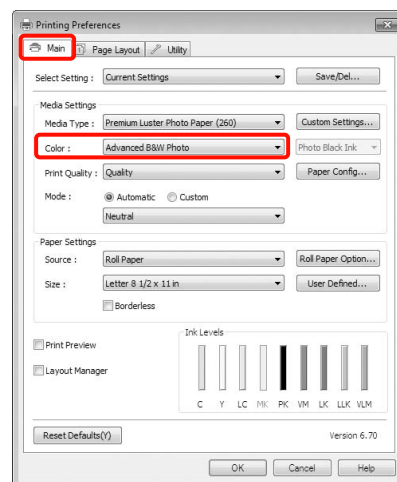 Printing Preferences
Main Page Layout Utility
Select Setting : Current Settings Save/Del...
Media Settings
Media Type : Premium Luster Photo Paper (260) Custom Settings...
Color : Advanced B&W Photo Photo Black Ink
Print Quality : Quality Paper Config...
Mode : Automatic Custom
Neutral
Paper Settings
Source : Roll Paper Roll Paper Option...
Size : Letter 8 1/2 x 11 in User Defined...
Borderless
Ink Levels
Print Preview
Layout Manager
C Y LC MK PK VM LK LLK VLM
Reset Defaults(Y) Version 6.70
OK Cancel Help